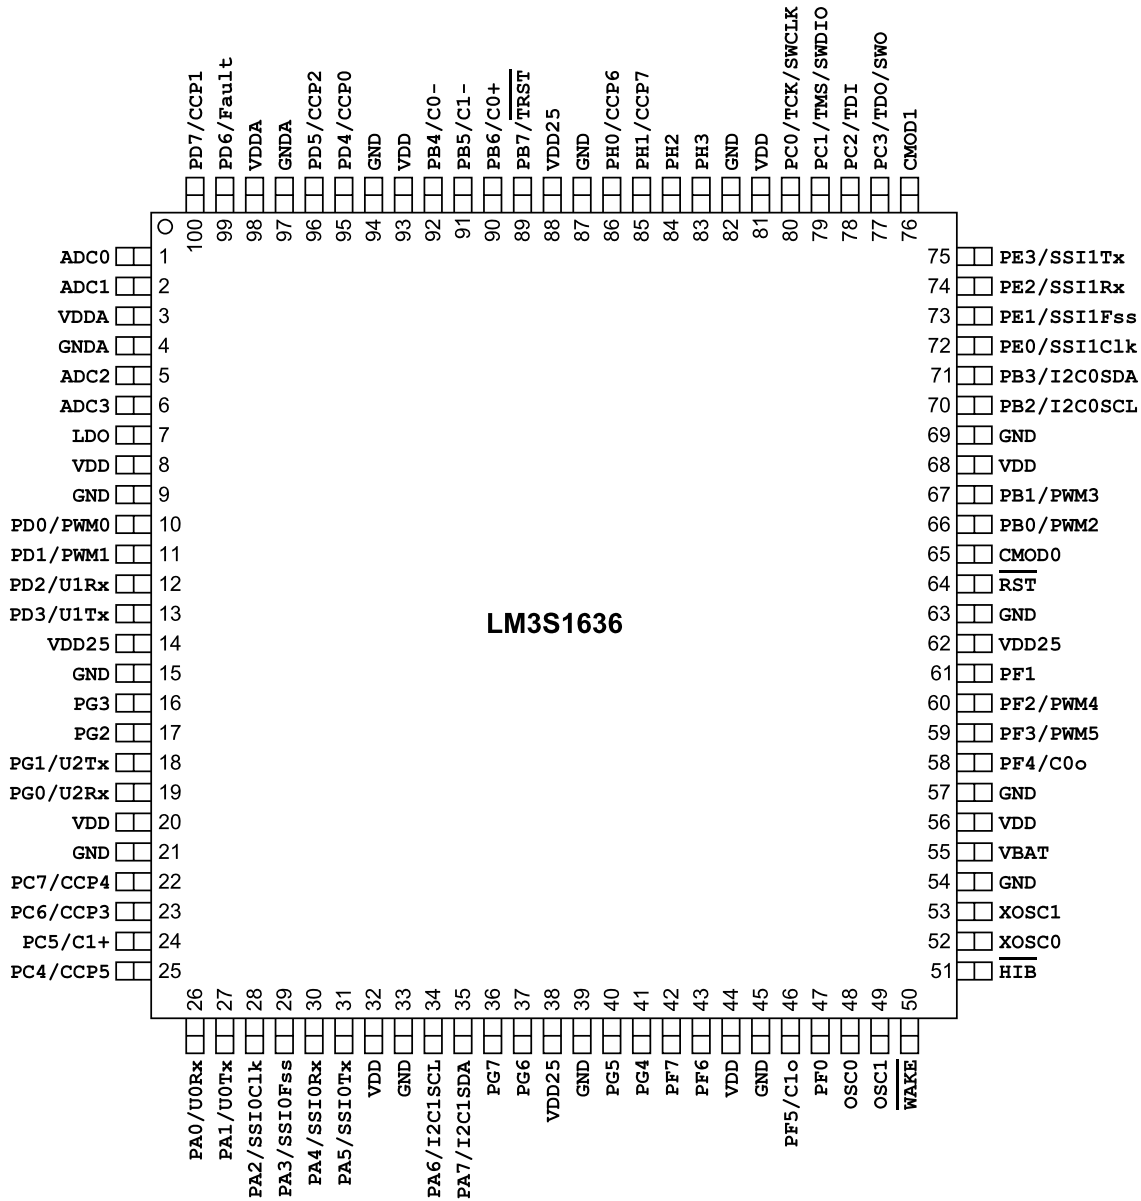 PD7/CCP1
PD6/Fault
VDDA
GNDA
PD5/CCP2
PD4/CCP0
GND
VDD
PB4/C0-
PB5/C1-
PB6/C0+
PB7/TRST
VDD25
GND
PH0/CCP6
PH1/CCP7
PH2
PH3
GND
VDD
PC0/TCK/SWCLK
PC1/TMS/SWDIO
PC2/TDI
PC3/TDO/SWO
CMOD1
100 99 98 97 96 95 94 93 92 91 90 89 88 87 86 85 84 83 82 81 80 79 78 77 76
ADC0 1
ADC1 2
VDDA 3
GNDA 4
ADC2 5
ADC3 6
LDO 7
VDD 8
GND 9
PD0/PWM0 10
PD1/PWM1 11
PD2/U1Rx 12
PD3/U1Tx 13
VDD25 14
GND 15
PG3 16
PG2 17
PG1/U2Tx 18
PG0/U2Rx 19
VDD 20
GND 21
PC7/CCP4 22
PC6/CCP3 23
PC5/C1+ 24
PC4/CCP5 25
LM3S1636
75 PE3/SSI1Tx
74 PE2/SSI1Rx
73 PE1/SSI1Fss
72 PE0/SSI1Clk
71 PB3/I2C0SDA
70 PB2/I2C0SCL
69 GND
68 VDD
67 PB1/PWM3
66 PB0/PWM2
65 CMOD0
64 RST
63 GND
62 VDD25
61 PF1
60 PF2/PWM4
59 PF3/PWM5
58 PF4/C0o
57 GND
56 VDD
55 VBAT
54 GND
53 XOSC1
52 XOSC0
51 HIB
26 27 28 29 30 31 32 33 34 35 36 37 38 39 40 41 42 43 44 45 46 47 48 49 50
PA0/U0Rx
PA1/U0Tx
PA2/SSI0Clk
PA3/SSI0Fss
PA4/SSI0Rx
PA5/SSI0Tx
VDD
GND
PA6/I2C1SCL
PA7/I2C1SDA
PG7
PG6
VDD25
GND
PG5
PG4
PF7
PF6
VDD
GND
PF5/C1o
PF0
OSC0
OSC1
WAKE